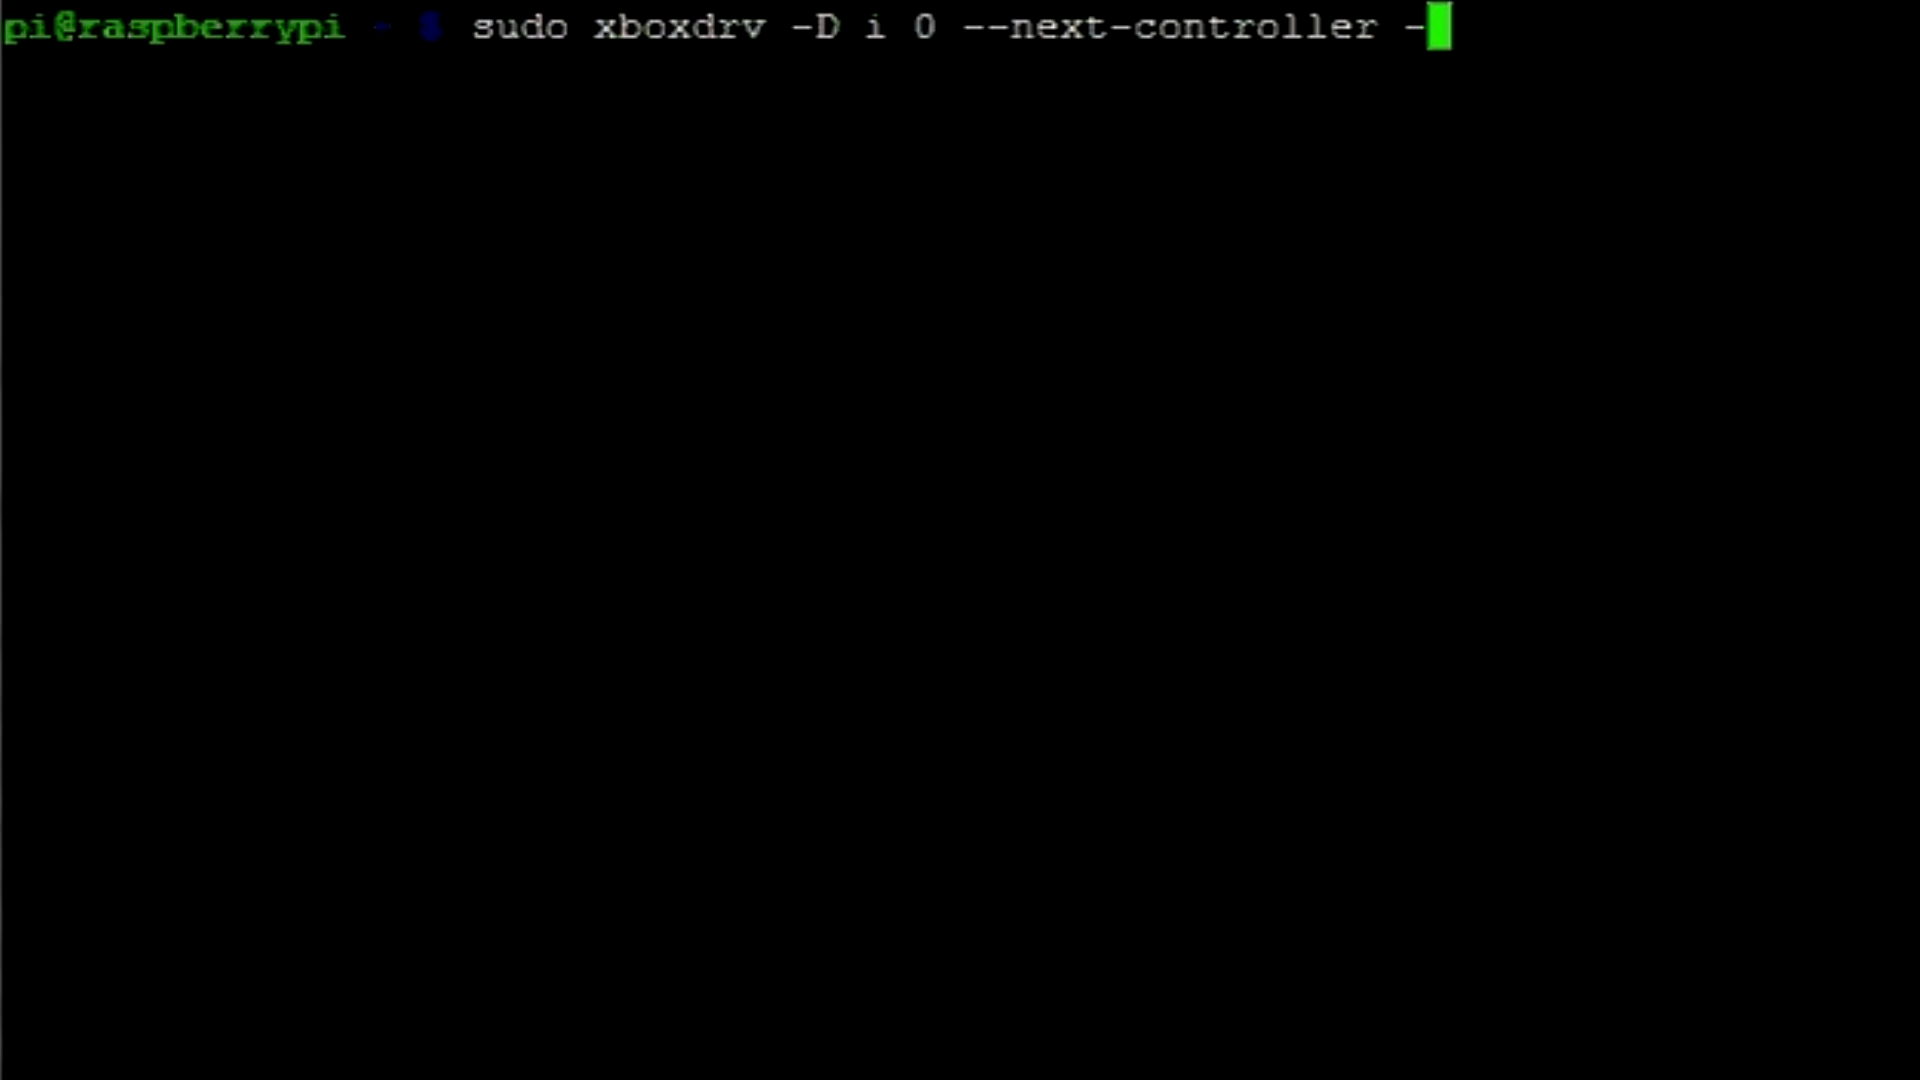 pi@raspberrypi ~ $ sudo xboxdrv -D i 0 --next-controller -